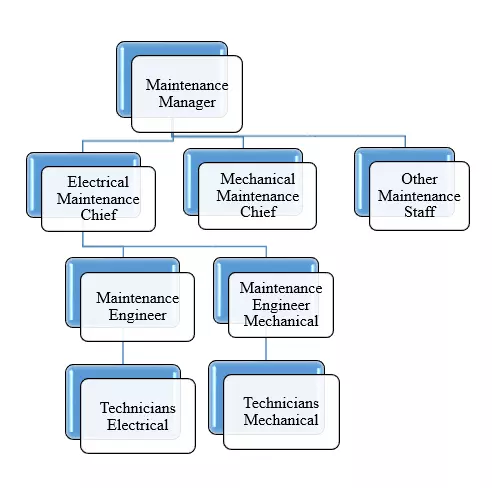 Maintenance
Manager
Electrical
Maintenance
Chief
Mechanical
Maintenance
Chief
Other
Maintenance
Staff
Maintenance
Engineer
Maintenance
Engineer
Mechanical
Technicians
Electrical
Technicians
Mechanical